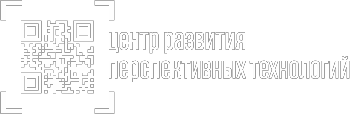 центр развития
перспективных технологий